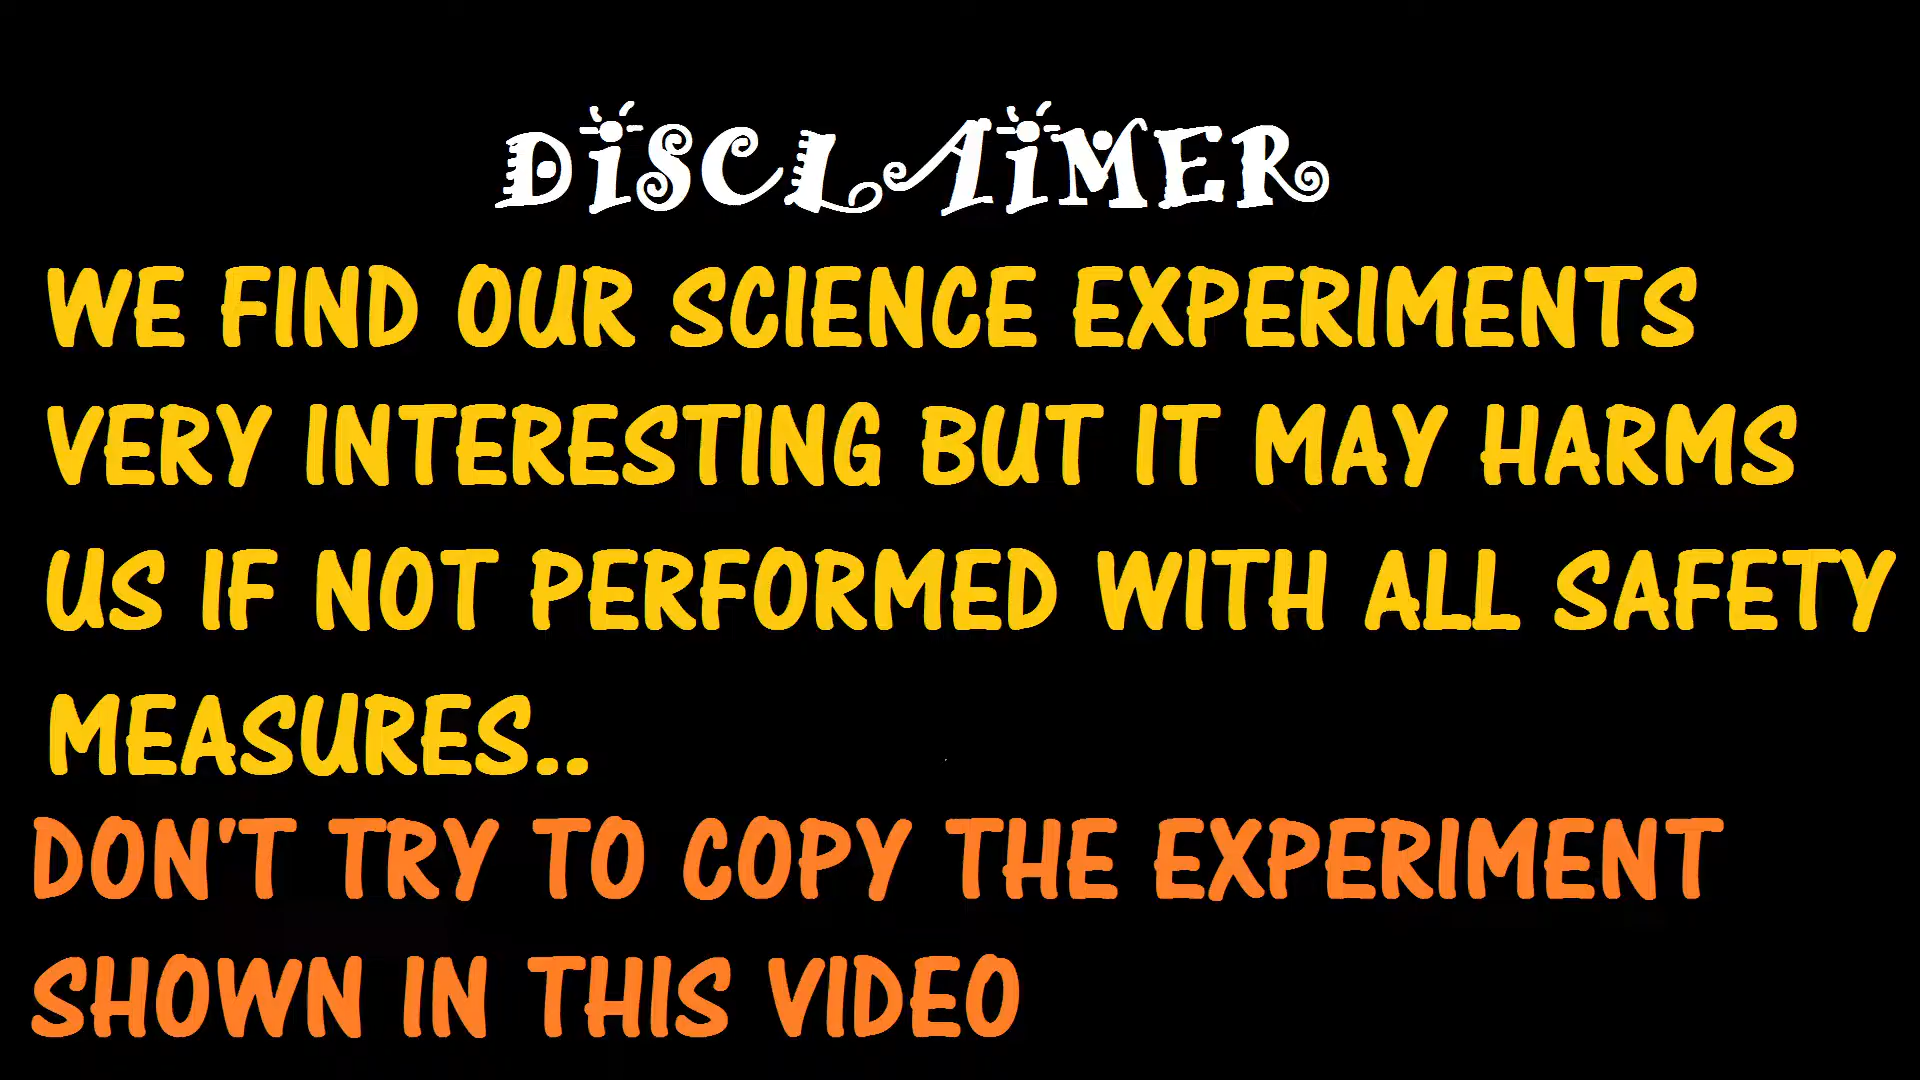 DiSCLAiMER
WE FIND OUR SCIENCE EXPERIMENTS
VERY INTERESTING BUT IT MAY HARMS
US IF NOT PERFORMED WITH ALL SAFETY
MEASURES..
DON'T TRY TO COPY THE EXPERIMENT
SHOWN IN THIS VIDEO